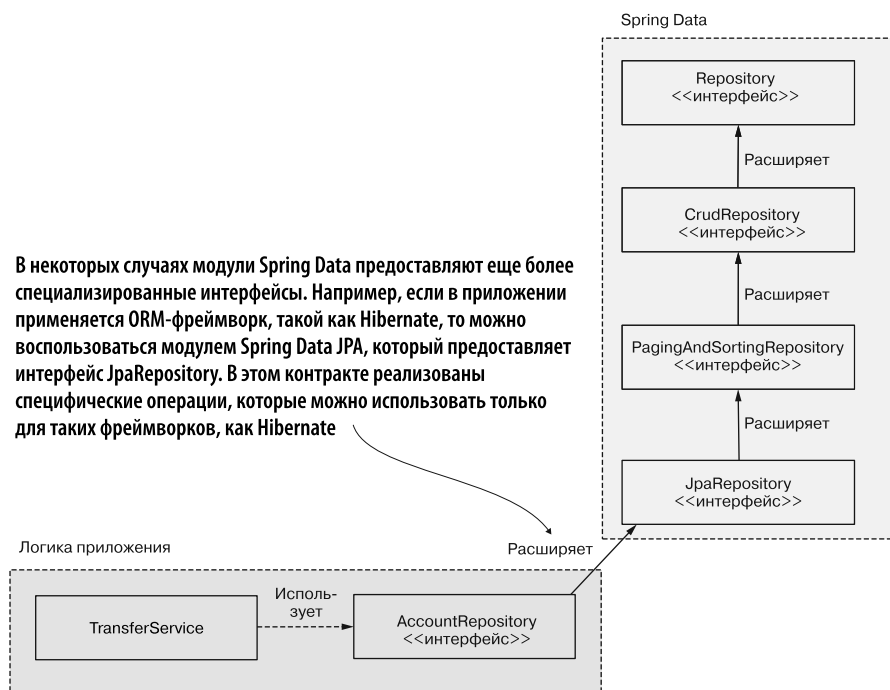 Spring Data
Repository
<<интерфейс>>
Расширяет
CrudRepository
<<интерфейс>>
Расширяет
В некоторых случаях модули Spring Data предоставляют еще более
специализированные интерфейсы. Например, если в приложении
применяется ORM-фреймворк, такой как Hibernate, то можно
воспользоваться модулем Spring Data JPA, который предоставляет
интерфейс JpaRepository. В этом контракте реализованы
специфические операции, которые можно использовать только
для таких фреймворков, как Hibernate
PagingAndSortingRepository
<<интерфейс>>
Расширяет
JpaRepository
<<интерфейс>>
Расширяет
Логика приложения
TransferService
Исполь-
зует
AccountRepository
<<интерфейс>>